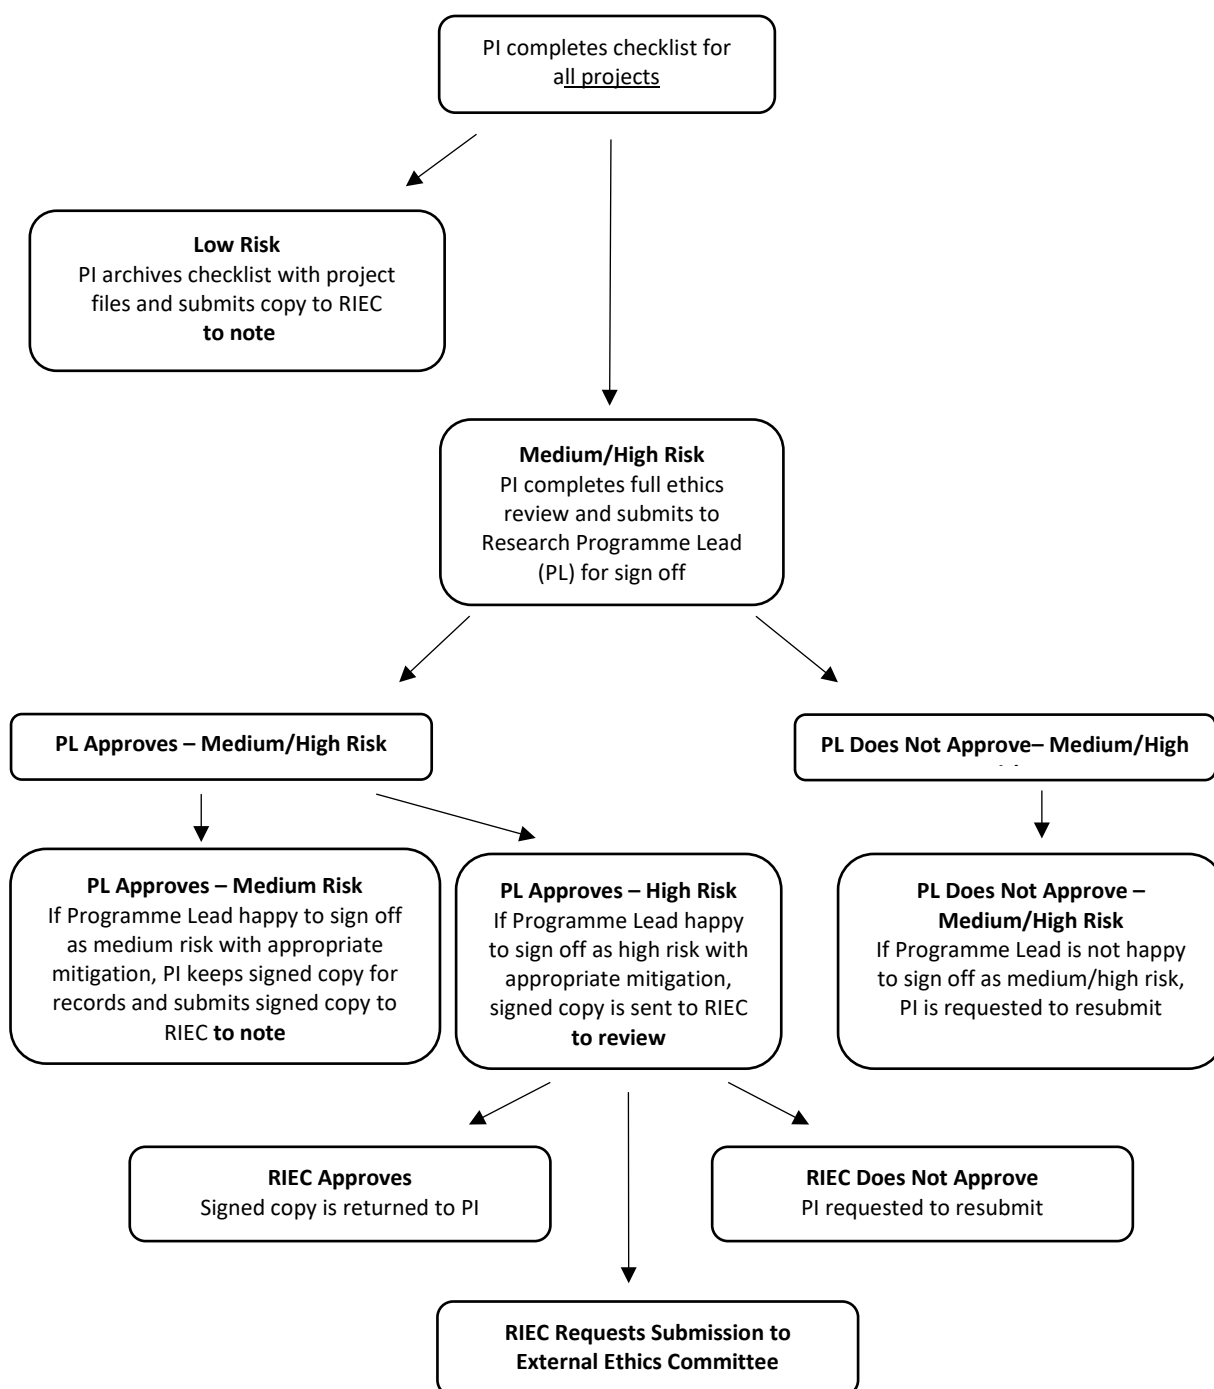 PI completes checklist for
all projects
Low Risk
PI archives checklist with project
files and submits copy to RIEC
to note
Medium/High Risk
PI completes full ethics
review and submits to
Research Programme Lead
(PL) for sign off
PL Approves – Medium/High Risk
PL Does Not Approve– Medium/High
PL Approves – Medium Risk
If Programme Lead happy to sign off
as medium risk with appropriate
mitigation, PI keeps signed copy for
records and submits signed copy to
RIEC to note
PL Approves – High Risk
If Programme Lead happy
to sign off as high risk with
appropriate mitigation,
signed copy is sent to RIEC
to review
PL Does Not Approve –
Medium/High Risk
If Programme Lead is not happy
to sign off as medium/high risk,
PI is requested to resubmit
RIEC Approves
Signed copy is returned to PI
RIEC Does Not Approve
PI requested to resubmit
RIEC Requests Submission to
External Ethics Committee